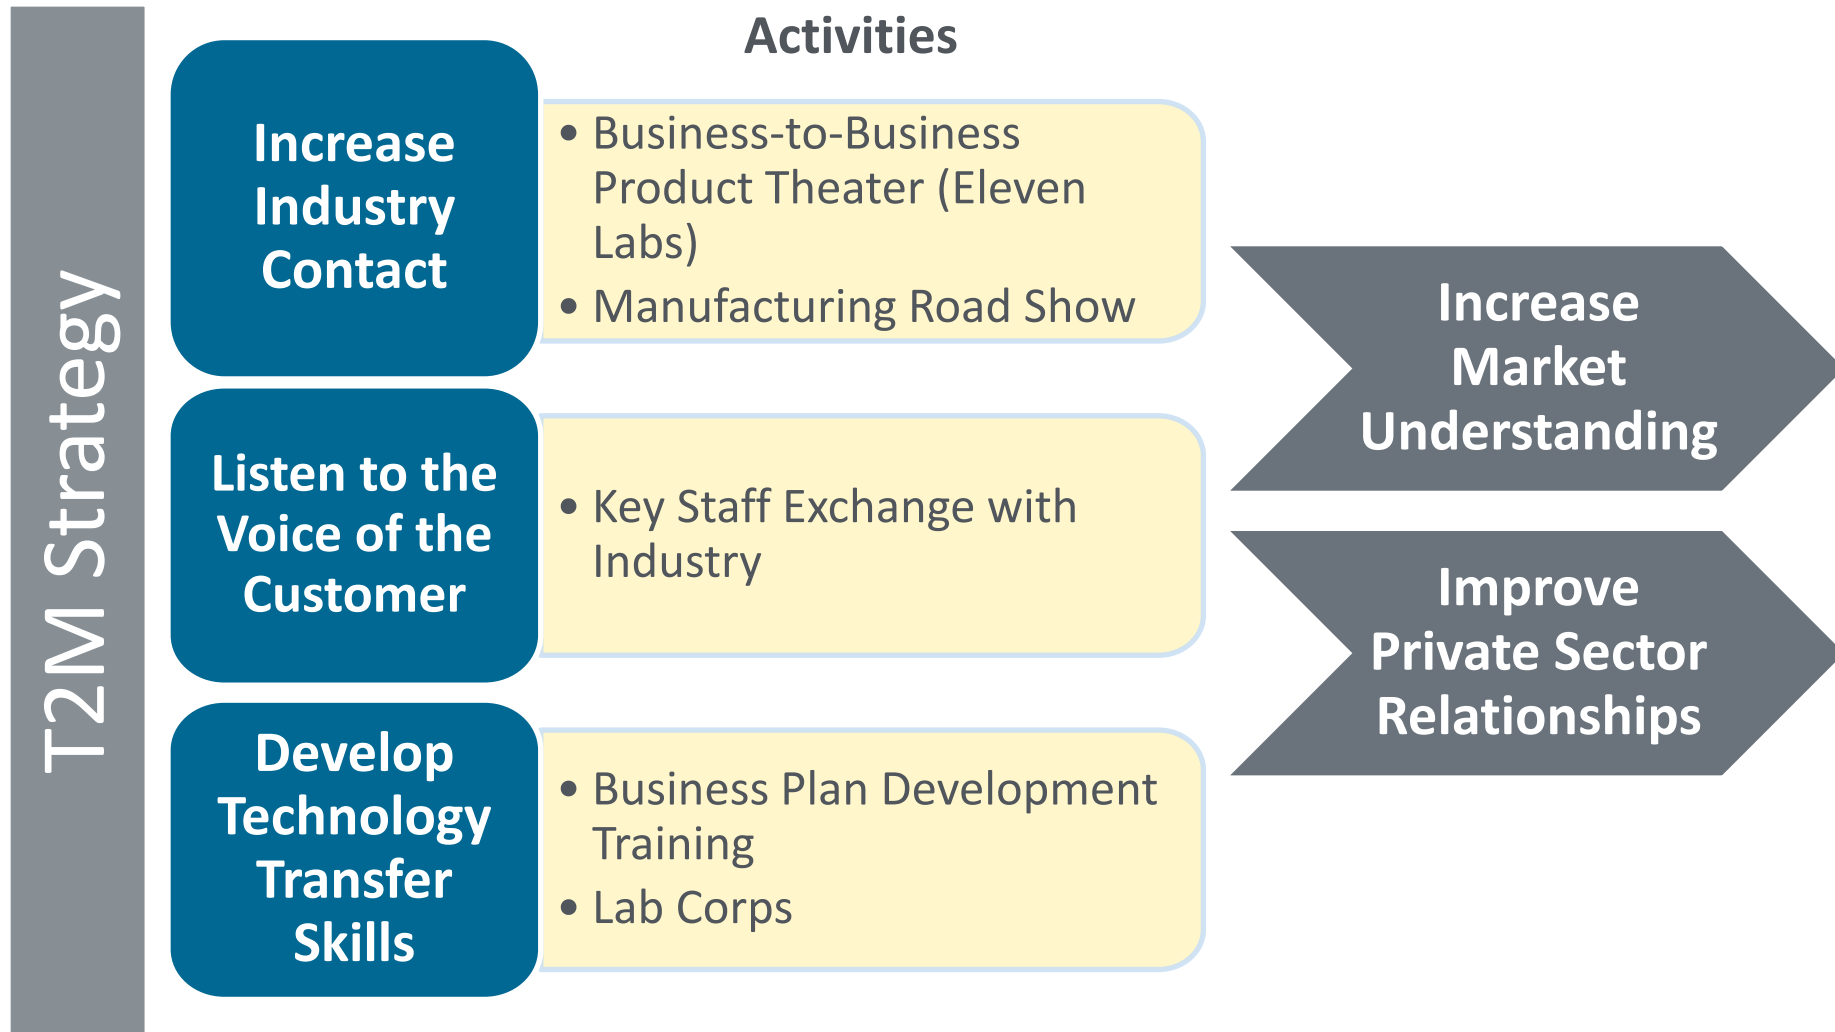 T2M Strategy
Activities
Increase
Industry
Contact
• Business-to-Business
Product Theater (Eleven
Labs)
• Manufacturing Road Show
Listen to the
Voice of the
Customer
• Key Staff Exchange with
Industry
Develop
Technology
Transfer
Skills
• Business Plan Development
Training
• Lab Corps
Increase
Market
Understanding
Improve
Private Sector
Relationships